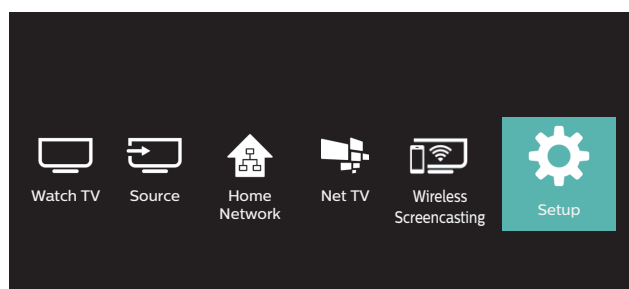 Watch TV
Source
Home
Network
Net TV
Wireless
Screencasting
Setup